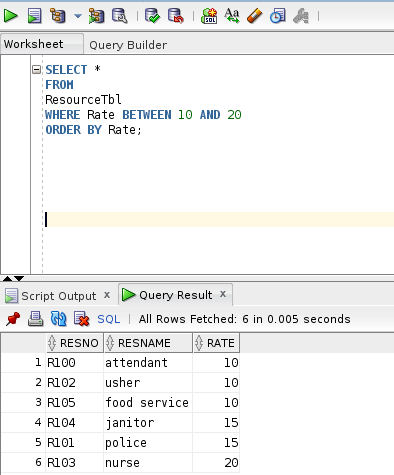 SQL Aa
Worksheet Query Builder
SELECT *
FROM
ResourceTbl
WHERE Rate BETWEEN 10 AND 20
ORDER BY Rate;
Script Output x Query Result x
SQL | All Rows Fetched: 6 in 0.005 seconds
RESNO RESNAME RATE
1 R100 attendant 10
2 R102 usher 10
3 R105 food service 10
4 R104 janitor 15
5 R101 police 15
6 R103 nurse 20